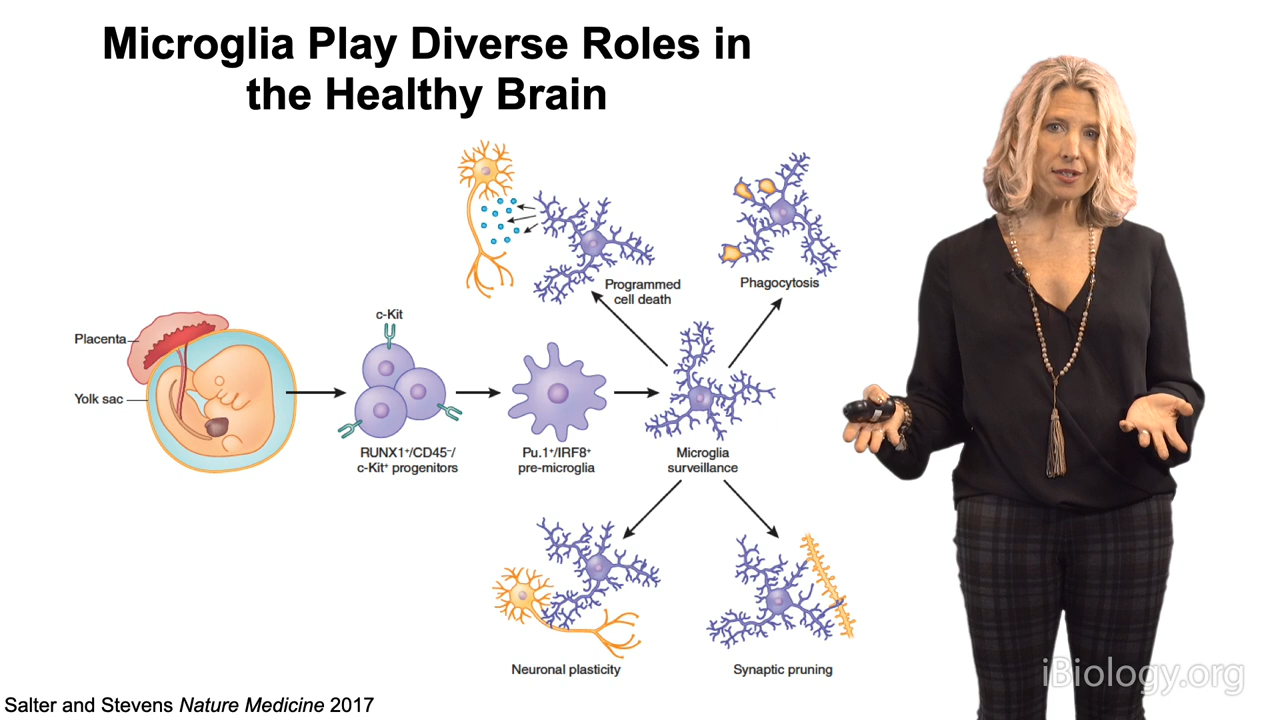 Microglia Play Diverse Roles in
the Healthy Brain
Programmed
cell death
Phagocytosis
Placenta
Yolk sac
c-Kit
RUNX1⁺/CD45⁻/
c-Kit⁺ progenitors
Pu.1⁺/IRF8⁺
pre-microglia
Microglia
surveillance
Neuronal plasticity
Synaptic pruning
Salter and Stevens Nature Medicine 2017
iBiology.org